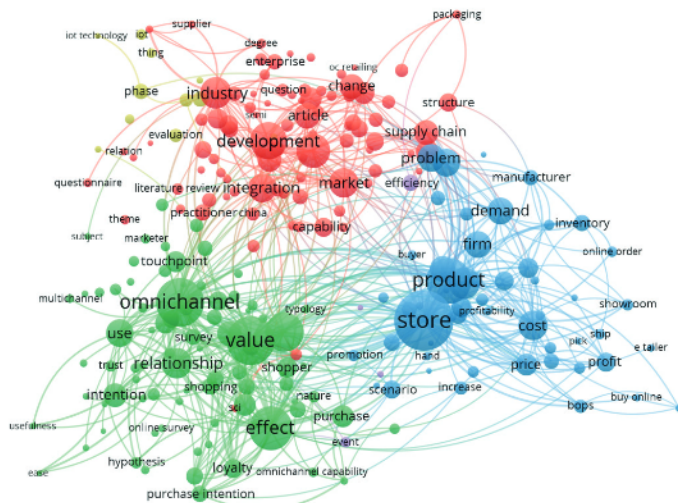 packaging
supplier
iot
iot technology
degree
thing
enterprise
oc retailing
phase
industry
question
change
structure
article
semi
evaluation
development
supply chain
relation
problem
questionnaire
literature review
integration
market
efficiency
manufacturer
practitioner
china
theme
capability
demand
inventory
subject
marketer
firm
touchpoint
buyer
online order
multichannel
omnichannel
product
typology
profitability
showroom
store
use
survey
value
cost
ship
pick
e tailer
trust
relationship
shopper
promotion
hand
price
profit
intention
shopping
nature
scenario
increase
buy online
sci
purchase
bops
usefulness
online survey
effect
event
hypothesis
ease
loyalty
omnichannel capability
purchase intention